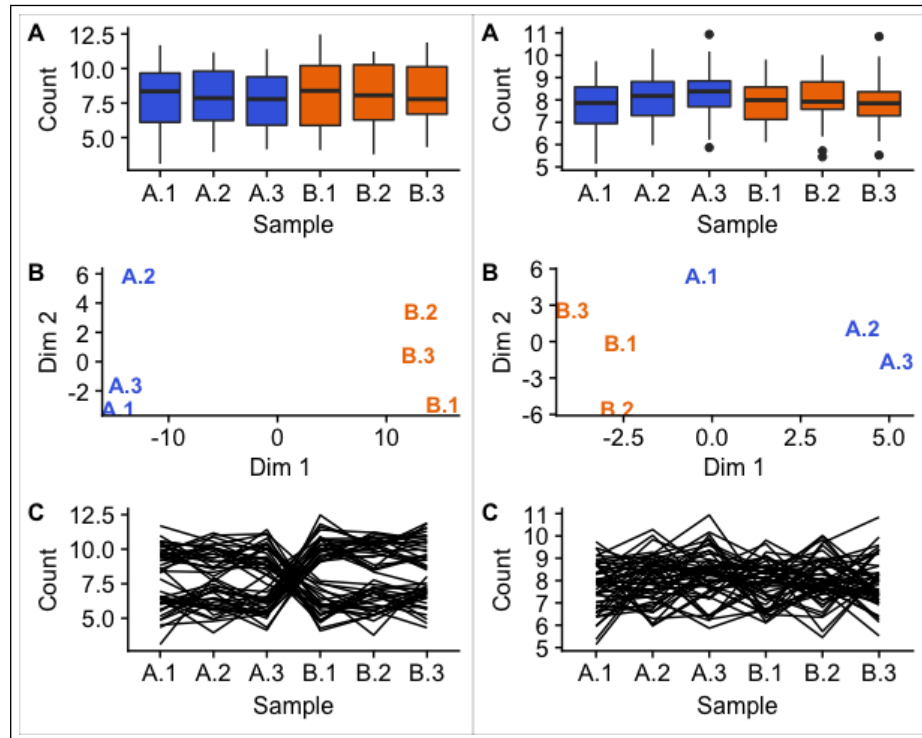 A
12.5
10.0
7.5
5.0
Count
A.1 A.2 A.3 B.1 B.2 B.3
Sample
B
6
4
2
0
-2
Dim 2
A.2
A.3
A.1
B.2
B.3
B.1
-10 0 10
Dim 1
C
12.5
10.0
7.5
5.0
Count
A.1 A.2 A.3 B.1 B.2 B.3
Sample
A
11
10
9
8
7
6
5
Count
A.1 A.2 A.3 B.1 B.2 B.3
Sample
B
6
3
0
-3
-6
Dim 2
A.1
B.3
A.2
B.1
A.3
B.2
-2.5 0.0 2.5 5.0
Dim 1
C
11
10
9
8
7
6
5
Count
A.1 A.2 A.3 B.1 B.2 B.3
Sample